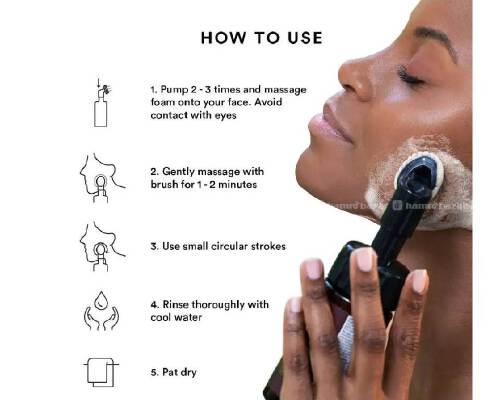 HOW TO USE
1. Pump 2 - 3 times and massage
foam onto your face. Avoid
contact with eyes
2. Gently massage with
brush for 1 - 2 minutes
3. Use small circular strokes
4. Rinse thoroughly with
cool water
5. Pat dry